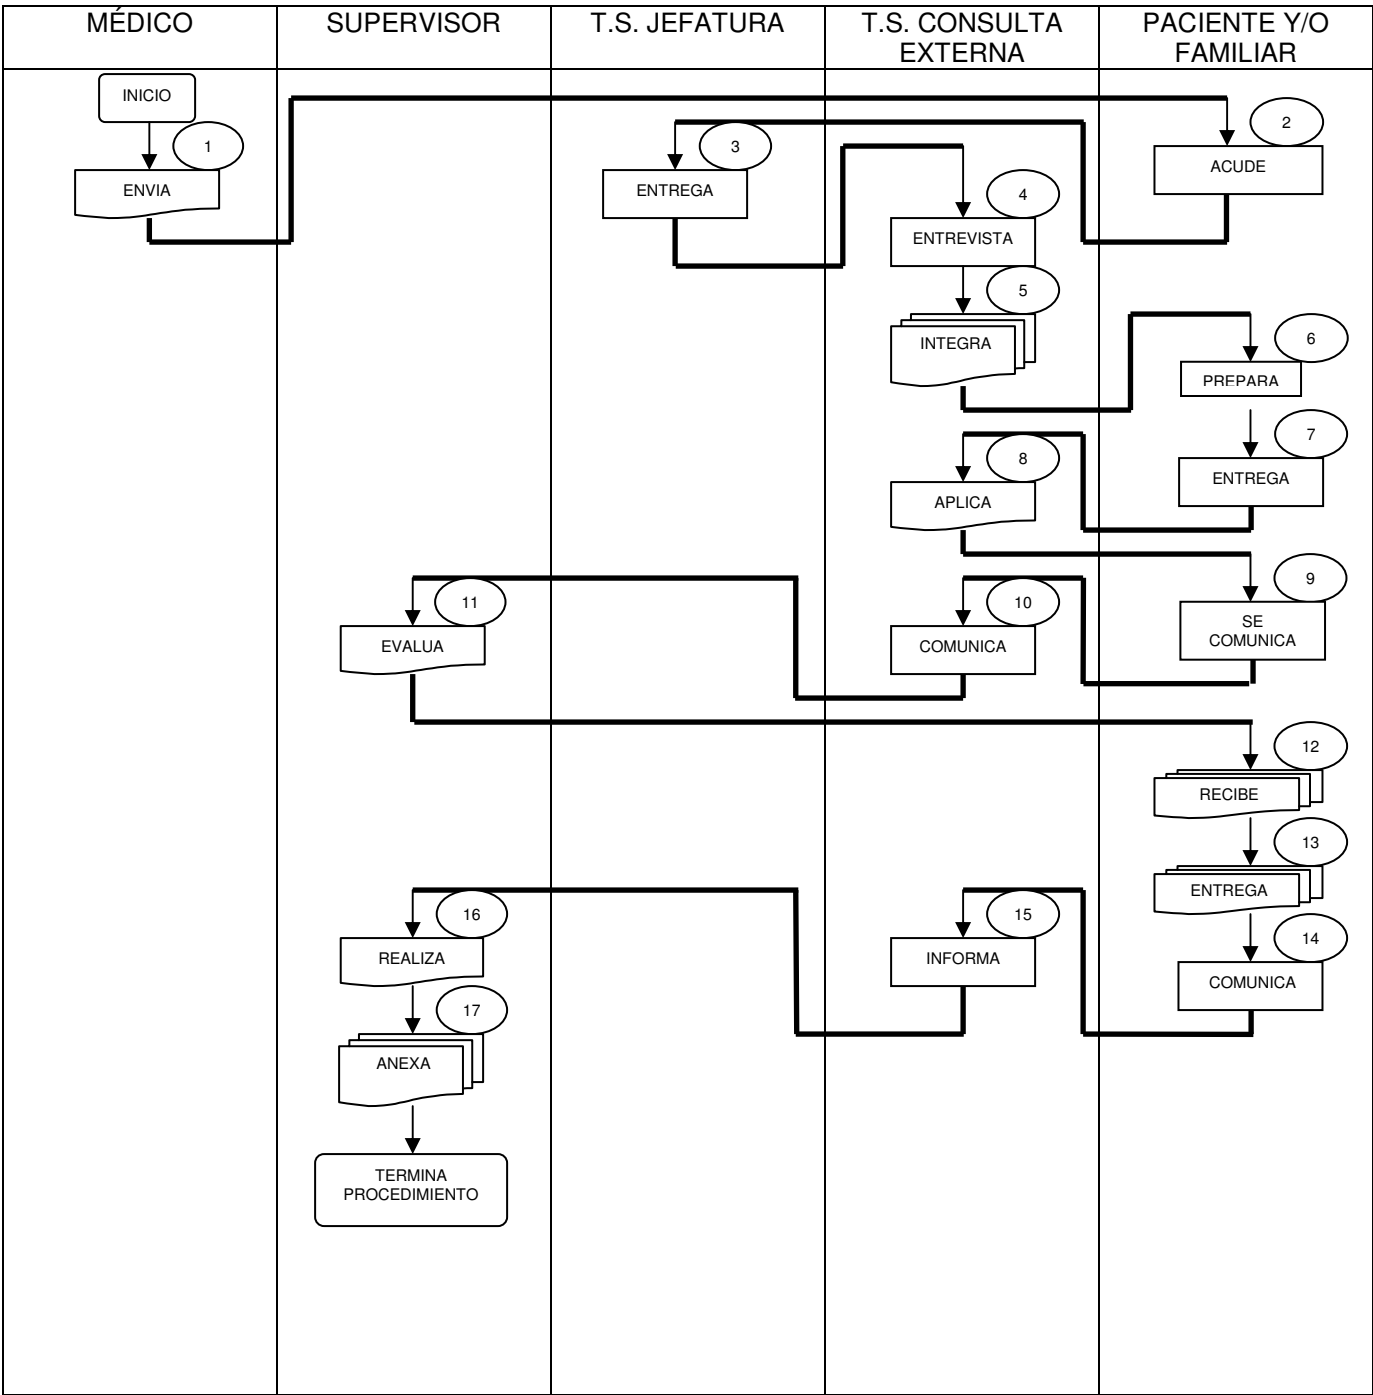 MÉDICO
SUPERVISOR
T.S. JEFATURA
T.S. CONSULTA
EXTERNA
PACIENTE Y/O
FAMILIAR
INICIO
1
ENVIA
2
ACUDE
3
ENTREGA
4
ENTREVISTA
5
INTEGRA
6
PREPARA
7
ENTREGA
8
APLICA
9
SE
COMUNICA
10
COMUNICA
11
EVALUA
12
RECIBE
13
ENTREGA
14
COMUNICA
15
INFORMA
16
REALIZA
17
ANEXA
TERMINA
PROCEDIMIENTO